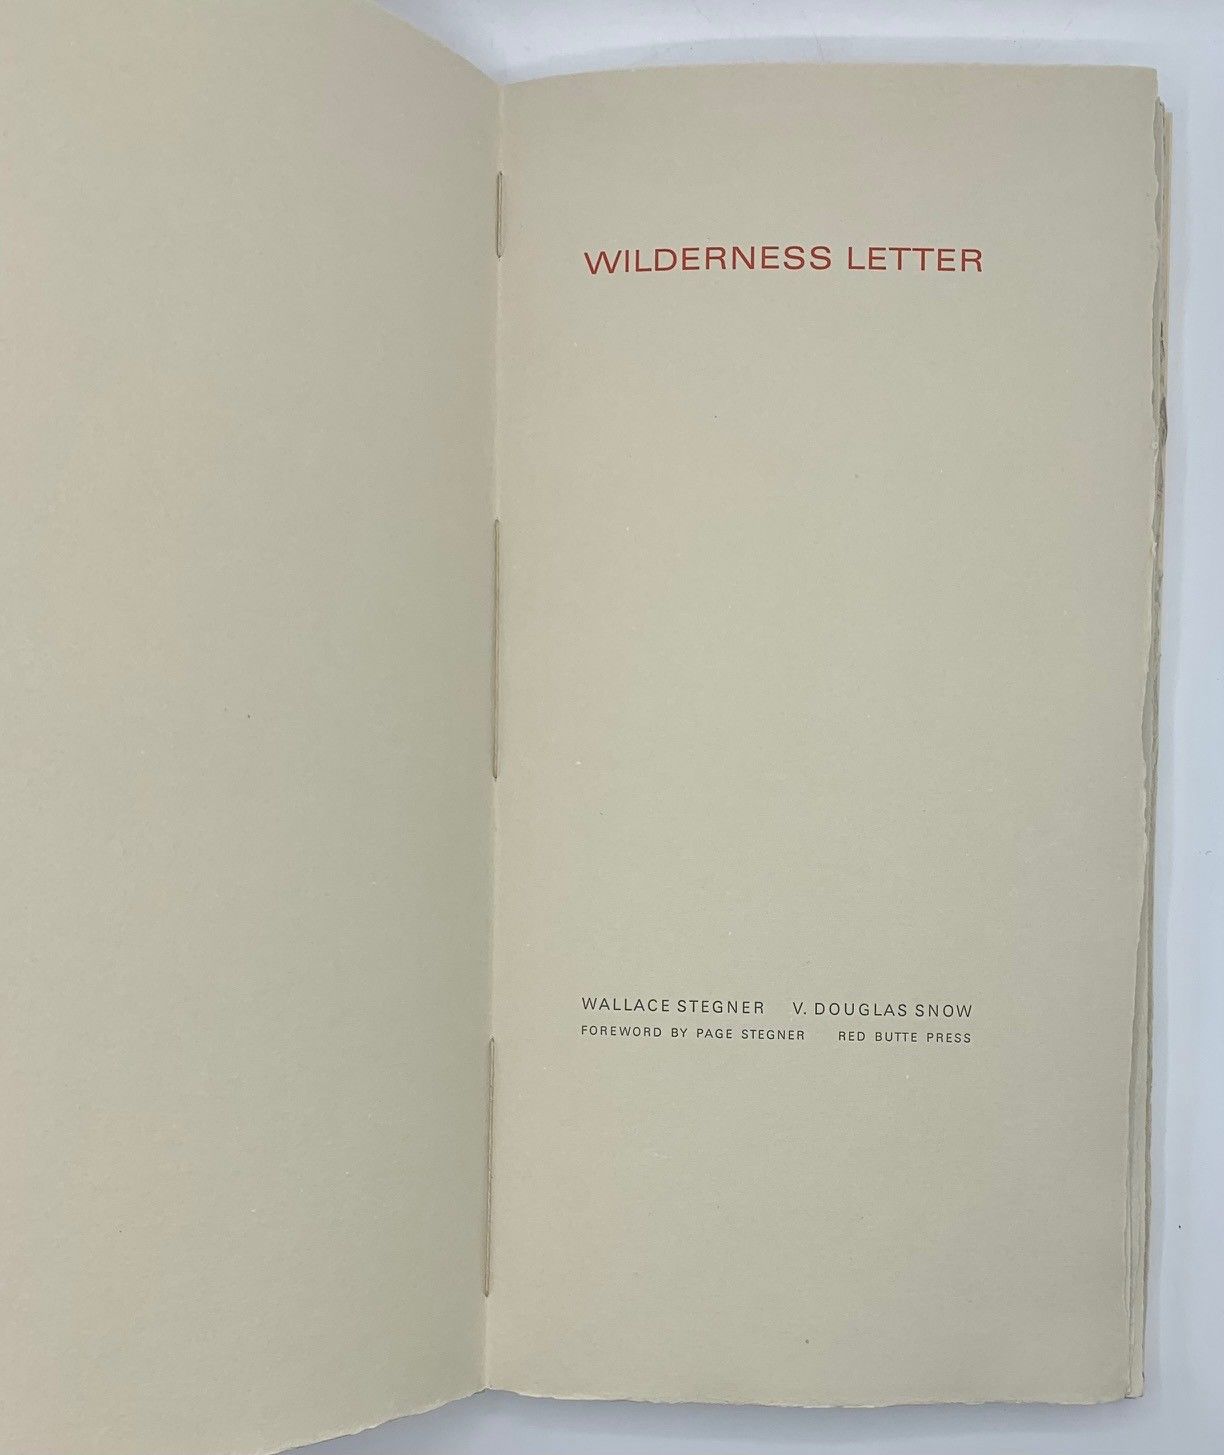 WILDERNESS LETTER
WALLACE STEGNER V. DOUGLAS SNOW
FOREWORD BY PAGE STEGNER RED BUTTE PRESS